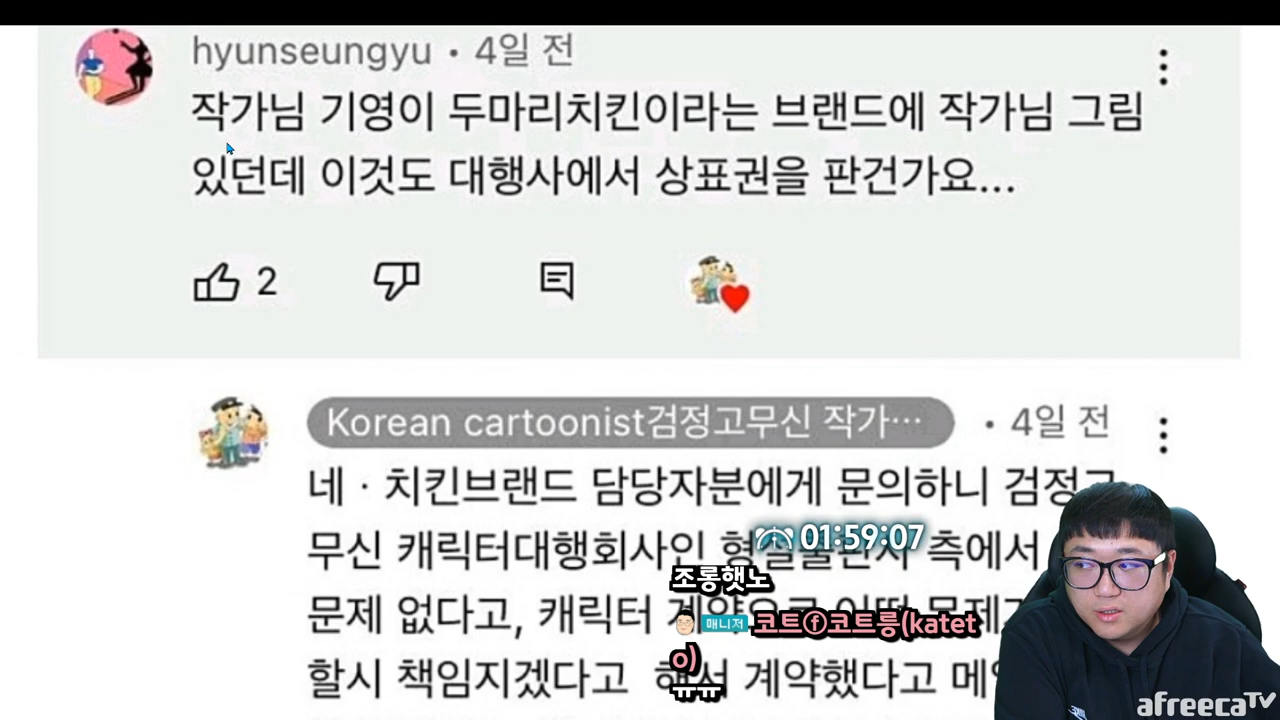 hyunseungyu · 4일 전
작가님 기영이 두마리치킨이라는 브랜드에 작가님 그림
있던데 이것도 대행사에서 상표권을 판건가요...
2
Korean cartoonist검정고무신 작가… · 4일 전
네 · 치킨브랜드 담당자분에게 문의하니
무신 캐릭터대행회사인 측에서
문제 없다고, 캐릭터
할시 책임지겠다고 해서 계약했다고
01:59:07
조롱햇노
매니저 코트ⓕ코트릉(katet
이)
ㅠㅠ
afreecaTV